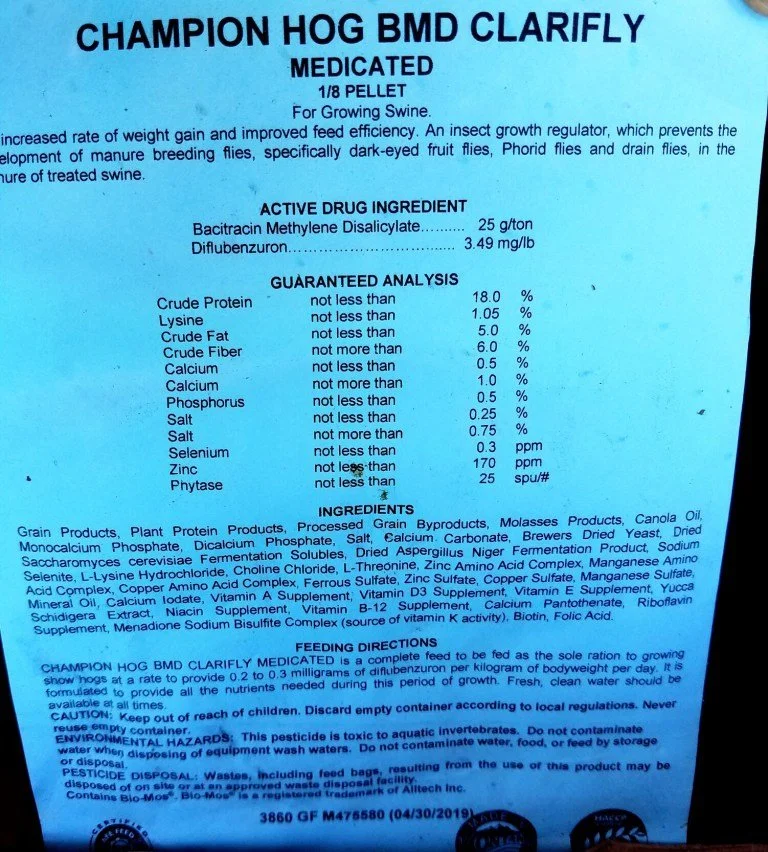 CHAMPION HOG BMD CLARIFLY
MEDICATED
1/8 PELLET
For Growing Swine.
increased rate of weight gain and improved feed efficiency. An insect growth regulator, which prevents the
elopment of manure breeding flies, specifically dark-eyed fruit flies, Phorid flies and drain flies, in the
nure of treated swine.
ACTIVE DRUG INGREDIENT
Bacitracin Methylene Disalicylate.......... 25 g/ton
Diflubenzuron.................................. 3.49 mg/lb
GUARANTEED ANALYSIS
Crude Protein not less than 18.0 %
Lysine not less than 1.05 %
Crude Fat not less than 5.0 %
Crude Fiber not more than 6.0 %
Calcium not less than 0.5 %
Calcium not more than 1.0 %
Phosphorus not less than 0.5 %
Salt not less than 0.25 %
Salt not more than 0.75 %
Selenium not less than 0.3 ppm
Zinc not less than 170 ppm
Phytase not less than 25 spu/#
INGREDIENTS
Grain Products, Plant Protein Products, Processed Grain Byproducts, Molasses Products, Canola Oil,
Monocalcium Phosphate, Dicalcium Phosphate, Salt, Calcium Carbonate, Brewers Dried Yeast, Dried
Saccharomyces cerevisiae Fermentation Solubles, Dried Aspergillus Niger Fermentation Product, Sodium
Selenite, L-Lysine Hydrochloride, Choline Chloride, L-Threonine, Zinc Amino Acid Complex, Manganese Amino
Acid Complex, Copper Amino Acid Complex, Ferrous Sulfate, Zinc Sulfate, Copper Sulfate, Manganese Sulfate,
Mineral Oil, Calcium Iodate, Vitamin A Supplement, Vitamin D3 Supplement, Vitamin E Supplement, Yucca
Schidigera Extract, Niacin Supplement, Vitamin B-12 Supplement, Calcium Pantothenate, Riboflavin
Supplement, Menadione Sodium Bisulfite Complex (source of vitamin K activity), Biotin, Folic Acid.
FEEDING DIRECTIONS
CHAMPION HOG BMD CLARIFLY MEDICATED is a complete feed to be fed as the sole ration to growing
show hogs at a rate to provide 0.2 to 0.3 milligrams of diflubenzuron per kilogram of bodyweight per day. It is
formulated to provide all the nutrients needed during this period of growth. Fresh, clean water should be
available at all times.
CAUTION: Keep out of reach of children. Discard empty container according to local regulations. Never
reuse empty container.
ENVIRONMENTAL HAZARDS: This pesticide is toxic to aquatic invertebrates. Do not contaminate
water when disposing of equipment wash waters. Do not contaminate water, food, or feed by storage
or disposal.
PESTICIDE DISPOSAL: Wastes, including feed bags, resulting from the use of this product may be
disposed of on site or at an approved waste disposal facility.
Contains Bio-Mos®. Bio-Mos® is a registered trademark of Alltech Inc.
3860 GF M475580 (04/30/2019)
CERTIFIED
FEED
MADE
HACCP